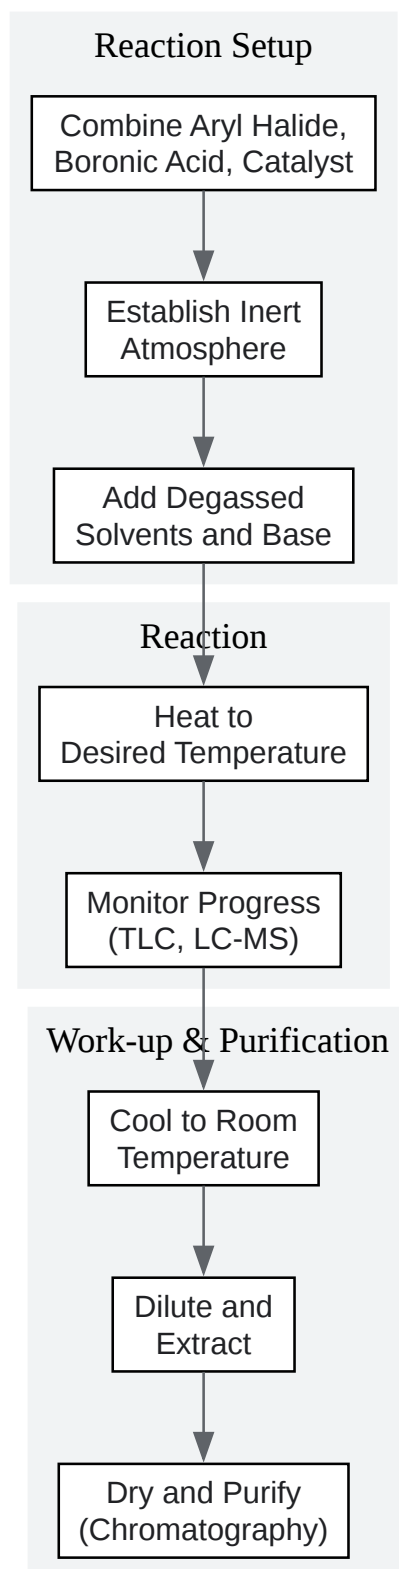 Reaction Setup
Combine Aryl Halide,
Boronic Acid, Catalyst
Establish Inert
Atmosphere
Add Degassed
Solvents and Base
Reaction
Heat to
Desired Temperature
Monitor Progress
(TLC, LC-MS)
Work-up & Purification
Cool to Room
Temperature
Dilute and
Extract
Dry and Purify
(Chromatography)